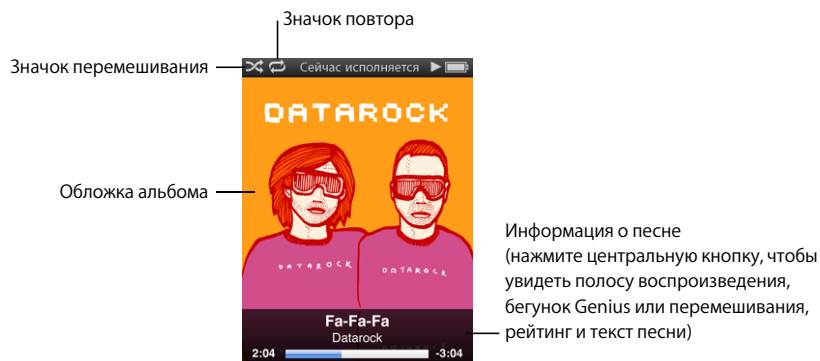 Значок повтора
Значок перемешивания
Сейчас исполняется
DATAROCK
Обложка альбома
DATAROCK
DATAROCK
Информация о песне
(нажмите центральную кнопку, чтобы
увидеть полосу воспроизведения,
бегунок Genius или перемешивания,
рейтинг и текст песни)
Fa-Fa-Fa
Datarock
2:04
-3:04